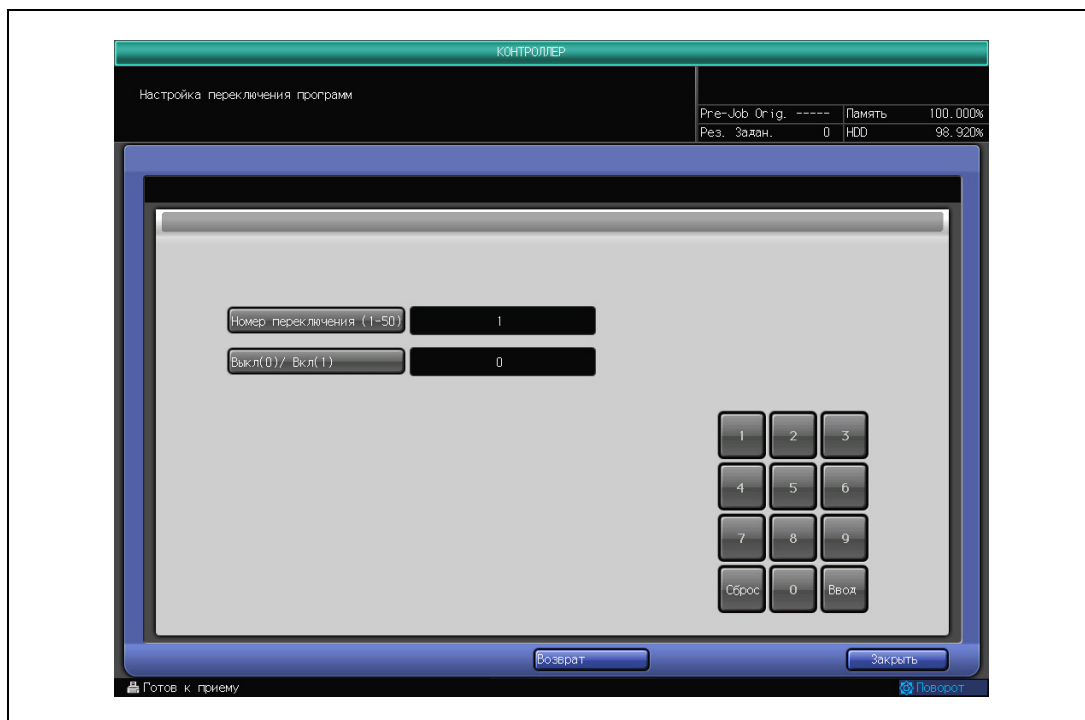 КОНТРОЛЛЕР
Настройка переключения программ
Pre-Job Orig. ----- Память 100.000%
Рез. Задан. 0 HDD 98.920%
Номер переключения (1-50) 1
Выкл(0)/ Вкл(1) 0
1 2 3
4 5 6
7 8 9
Сброс 0 Ввод
Возврат Закрыть
Готов к приему Поворот